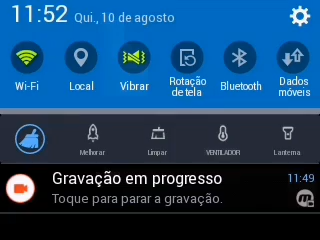 11:52 Qui., 10 de agosto
Wi-Fi
Local
Vibrar
Rotação
de tela
Bluetooth
Dados
móveis
Melhorar
Limpar
VENTILADOR
Lanterna
Gravação em progresso 11:49
Toque para parar a gravação.